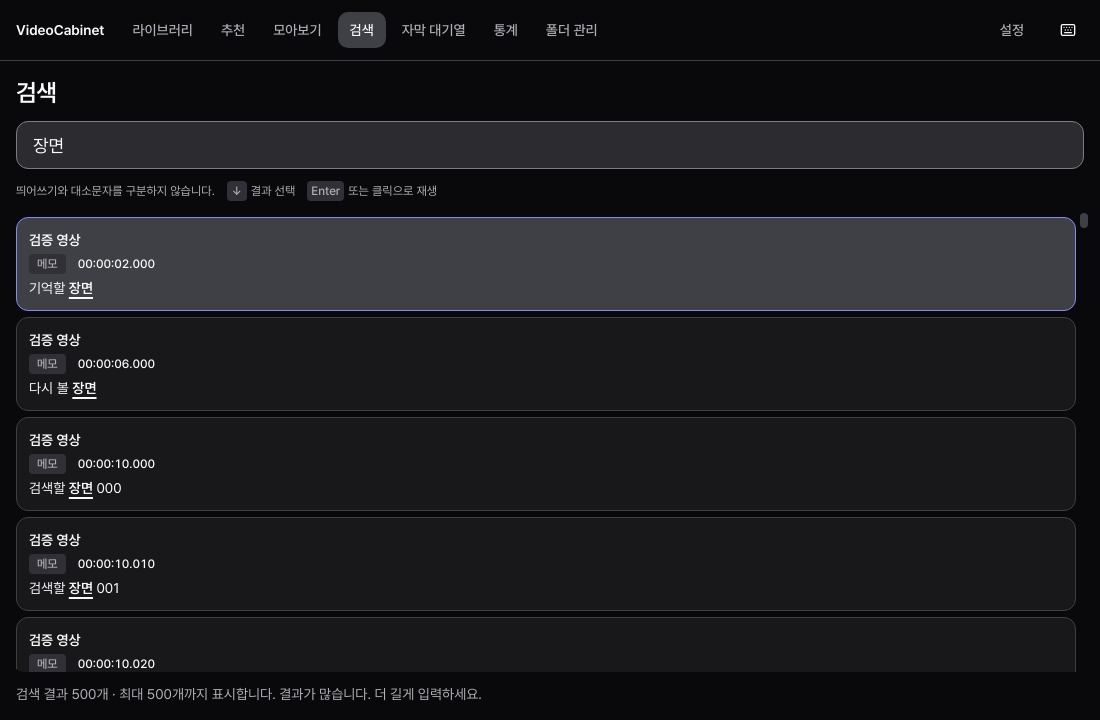 VideoCabinet 라이브러리 추천 모아보기 검색 자막 대기열 통계 폴더 관리 설정
검색
장면
띄어쓰기와 대소문자를 구분하지 않습니다. ↓ 결과 선택 Enter 또는 클릭으로 재생
검증 영상
메모 00:00:02.000
기억할 장면
검증 영상
메모 00:00:06.000
다시 볼 장면
검증 영상
메모 00:00:10.000
검색할 장면 000
검증 영상
메모 00:00:10.010
검색할 장면 001
검증 영상
메모 00:00:10.020
검색 결과 500개 · 최대 500개까지 표시합니다. 결과가 많습니다. 더 길게 입력하세요.